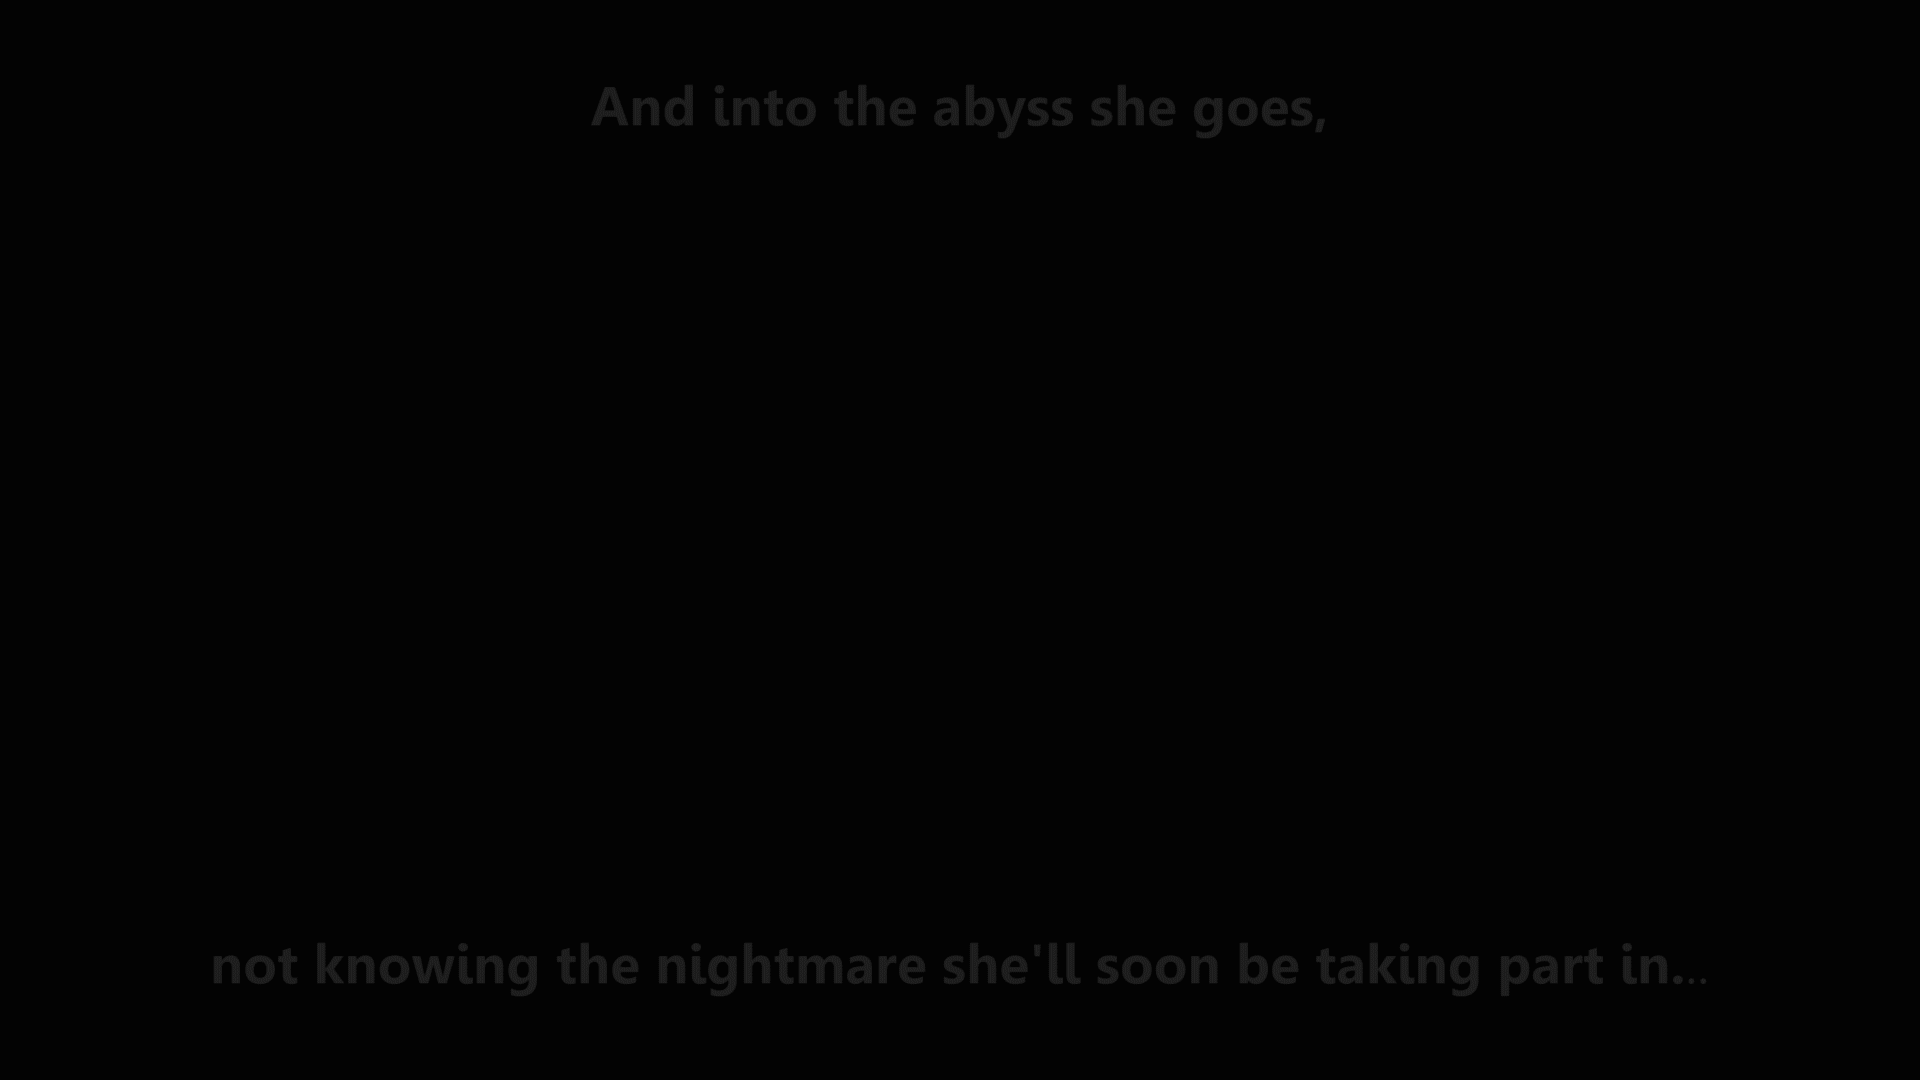 And into the abyss she goes,
not knowing the nightmare she'll soon be taking part in...